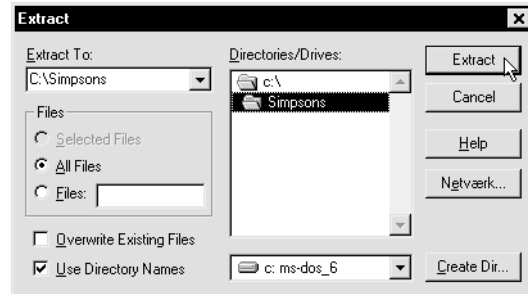 Extract
Extract To:
C:\Simpsons
Files
Selected Files
All Files
Files:
Overwrite Existing Files
Use Directory Names
Directories/Drives:
c:\
Simpsons
c: ms-dos_6
Extract
Cancel
Help
Netværk...
Create Dir...